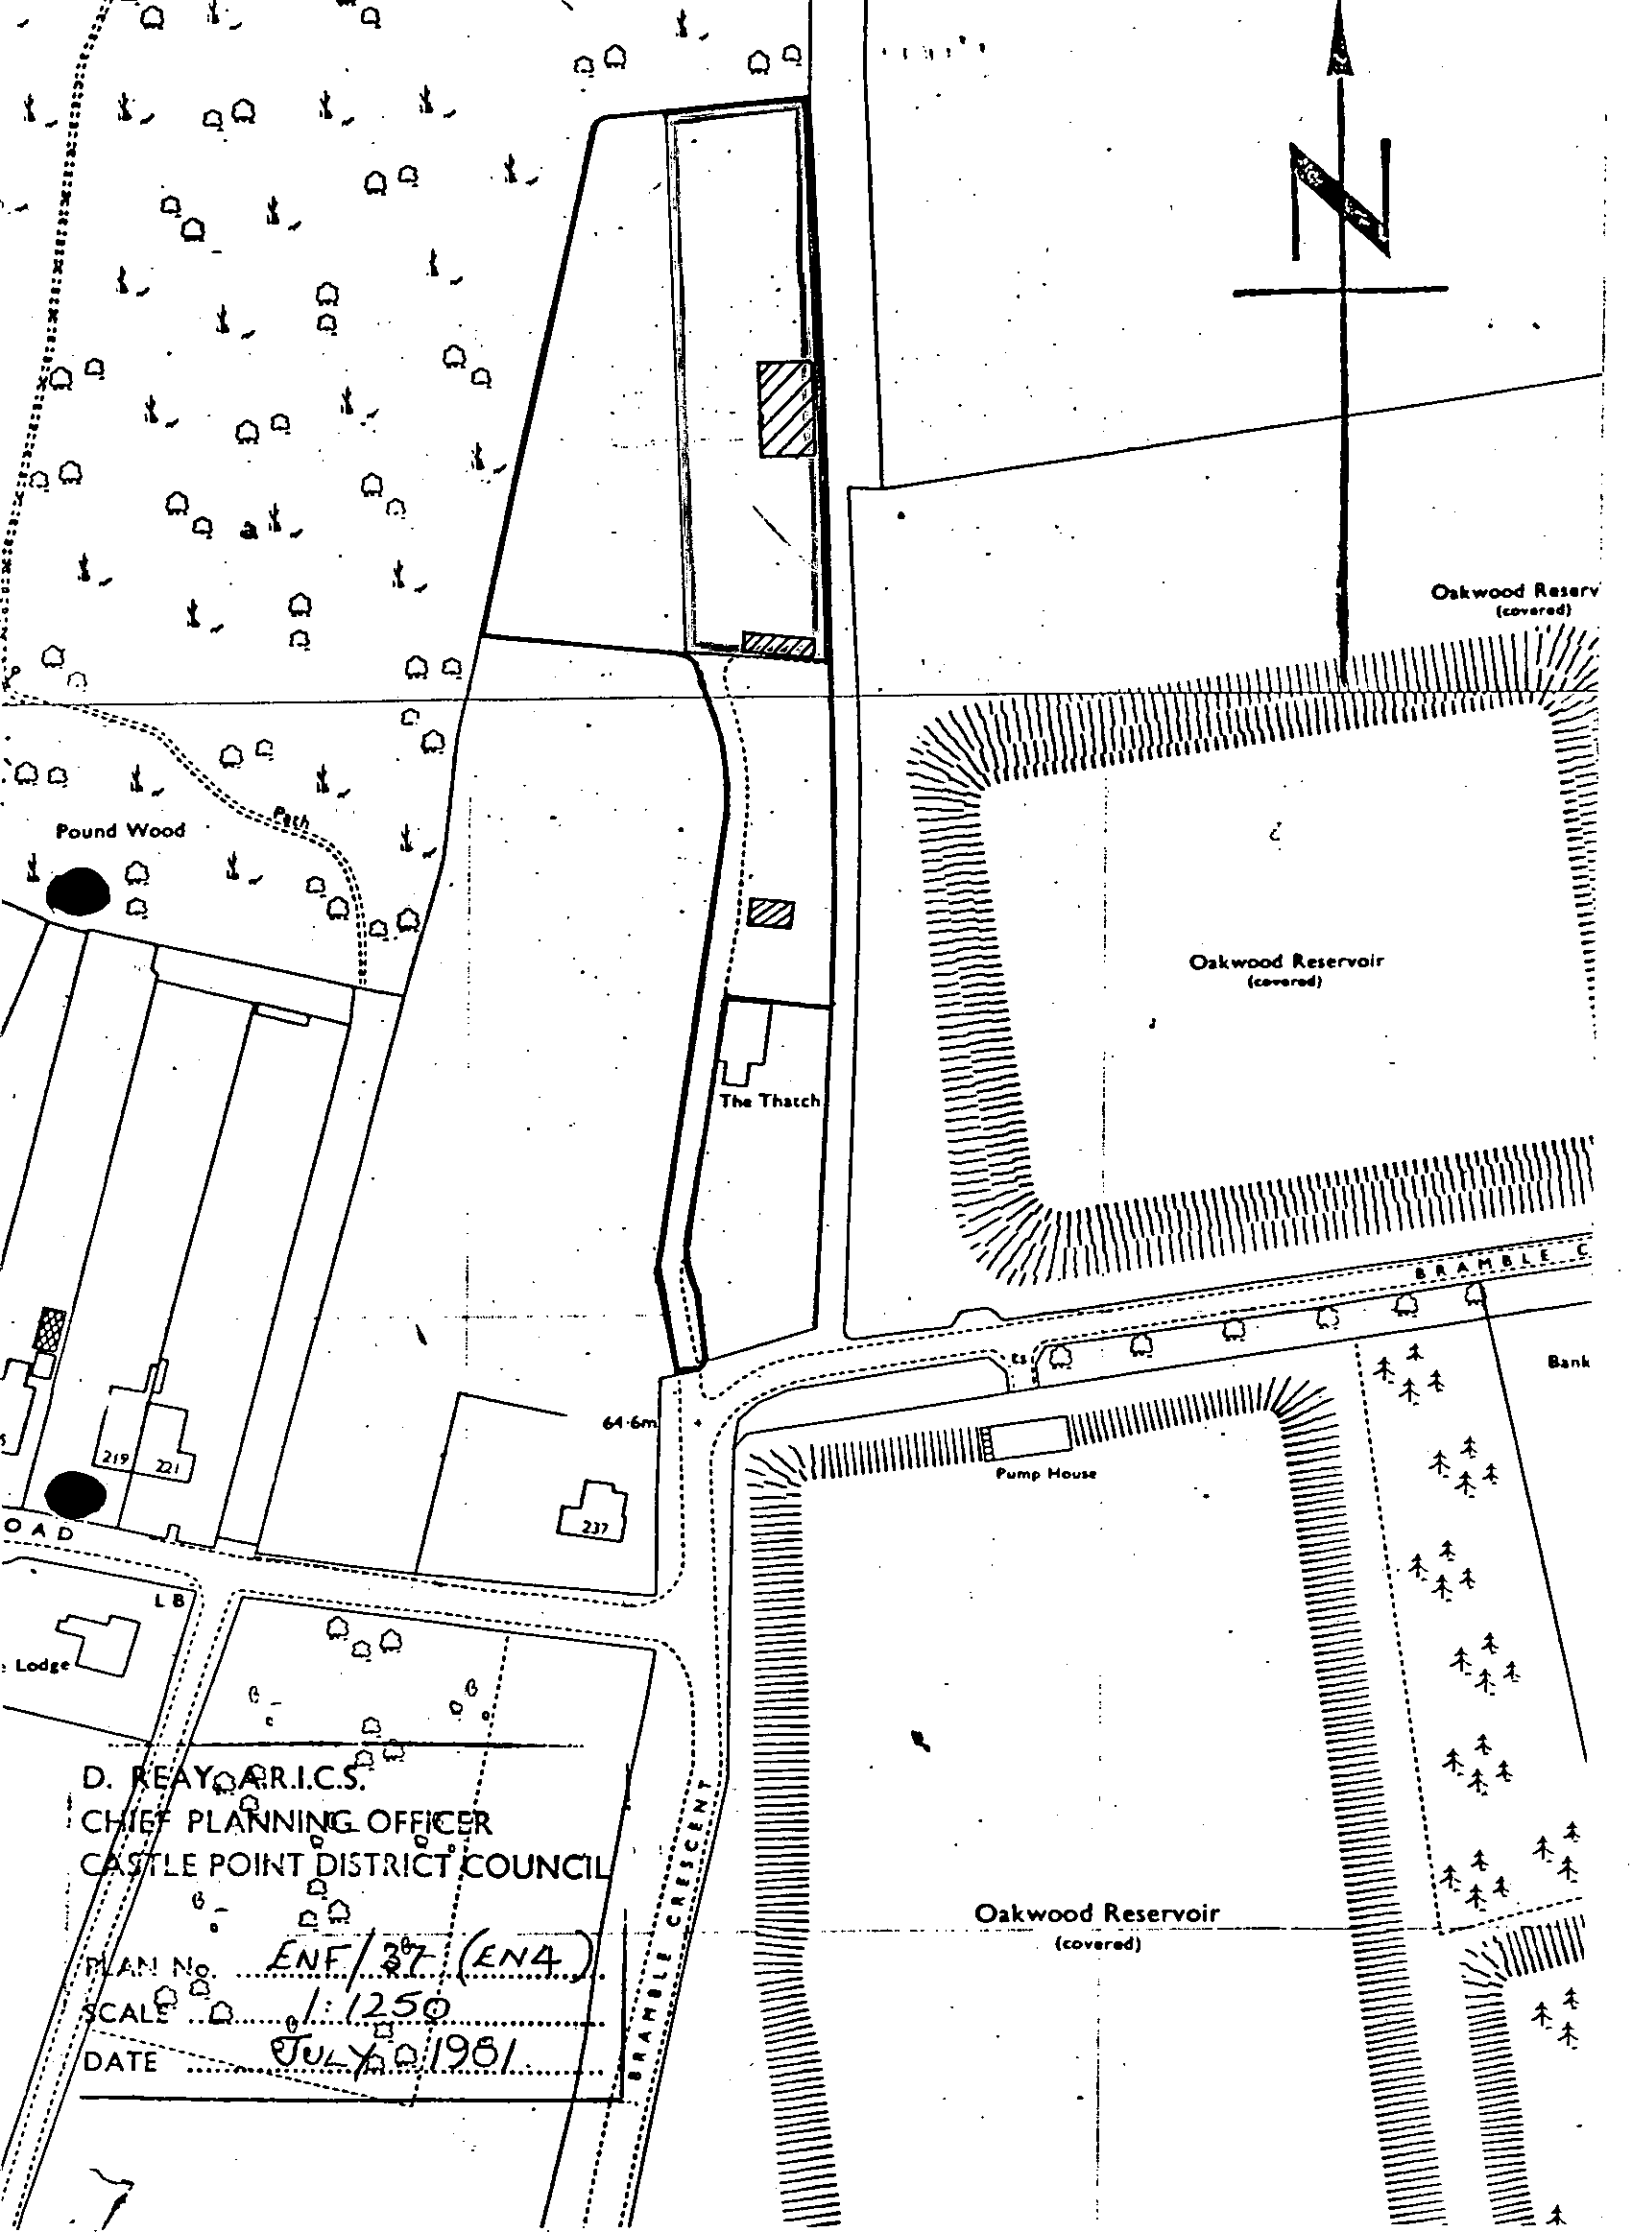 N
Oakwood Reserv
(covered)
Path
Pound Wood
Oakwood Reservoir
(covered)
The Thatch
BRAMBLE C
ES
Bank
64·6m
Pump House
219
221
237
OAD
LB
Lodge
BRAMBLE CRESCENT
Oakwood Reservoir
(covered)
D. REAY A.R.I.C.S.
CHIEF PLANNING OFFICER
CASTLE POINT DISTRICT COUNCIL
PLAN No. ENF/37 (EN4)
SCALE 1:1250
DATE JULY 1981.